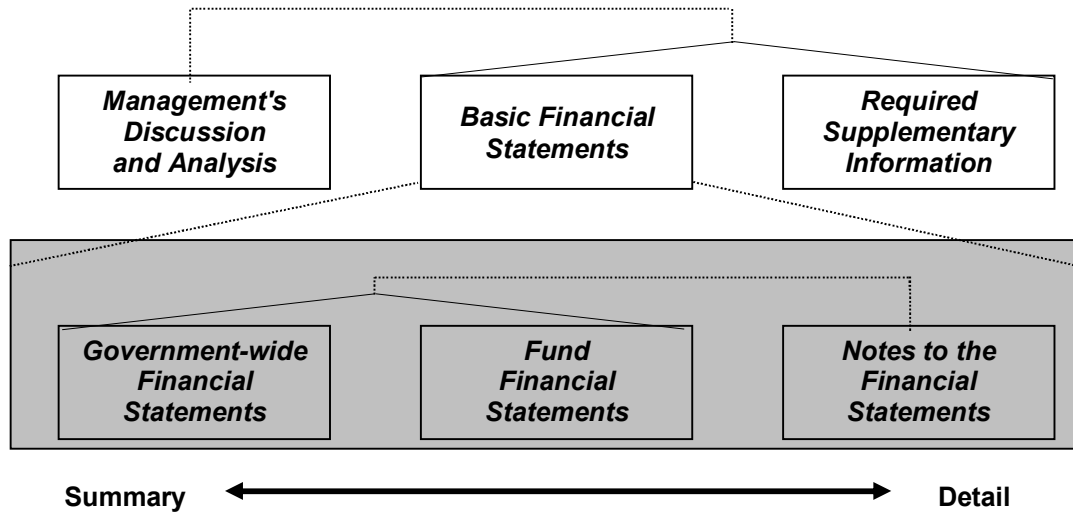 Management's
Discussion
and Analysis
Basic Financial
Statements
Required
Supplementary
Information
Government-wide
Financial
Statements
Fund
Financial
Statements
Notes to the
Financial
Statements
Summary
Detail